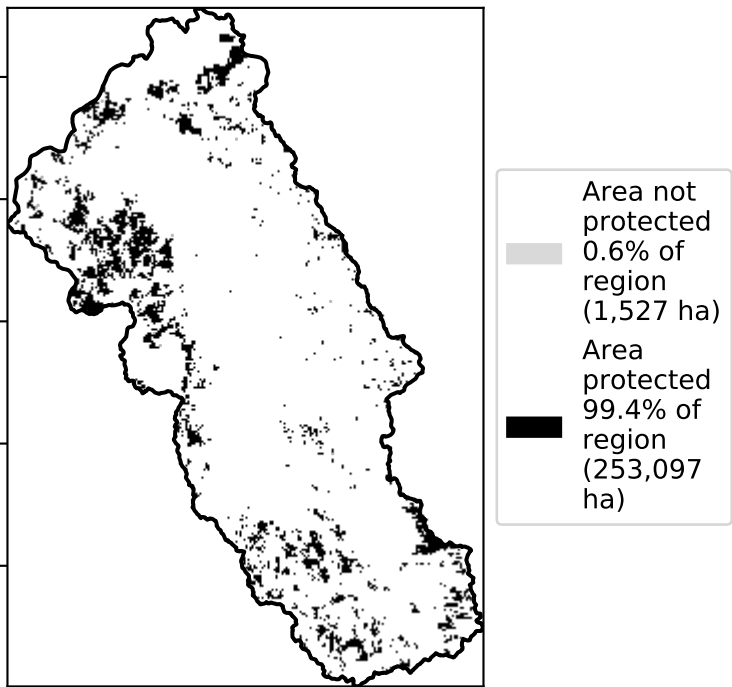 Area not
protected
0.6% of
region
(1,527 ha)
Area
protected
99.4% of
region
(253,097
ha)